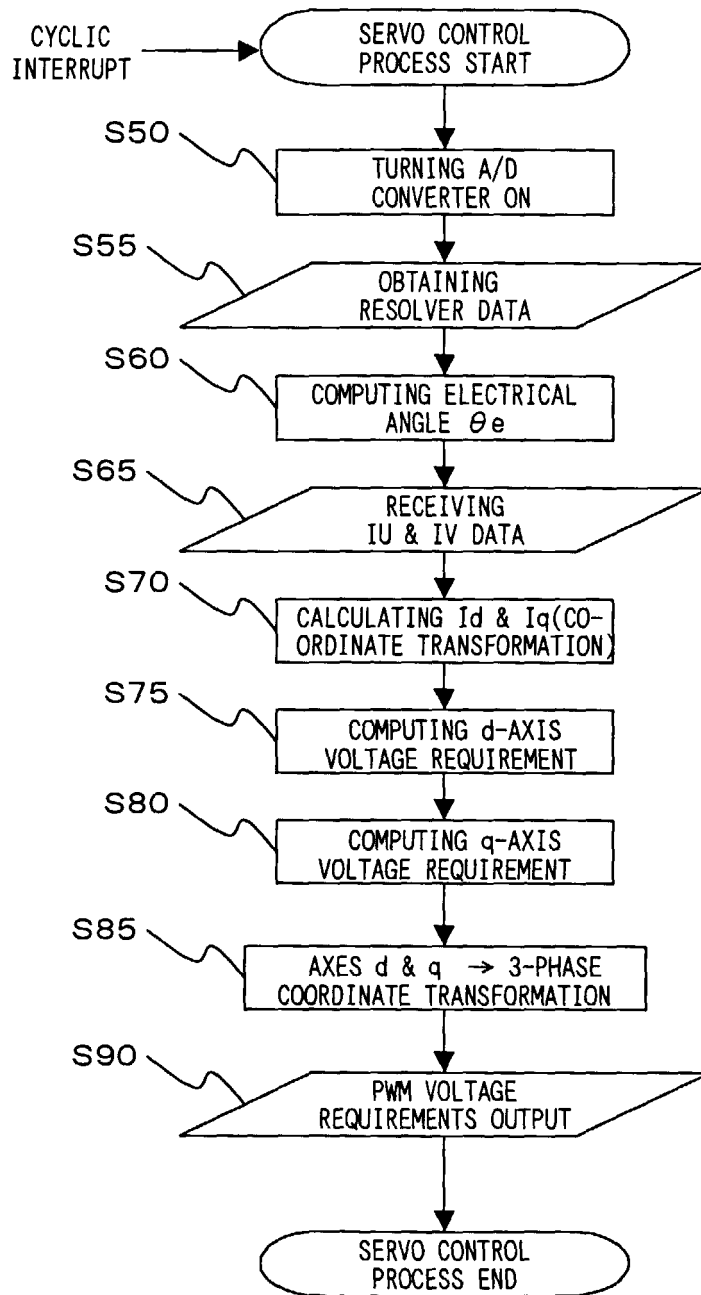 CYCLIC
INTERRUPT
SERVO CONTROL
PROCESS START
S50
TURNING A/D
CONVERTER ON
S55
OBTAINING
RESOLVER DATA
S60
COMPUTING ELECTRICAL
ANGLE θe
S65
RECEIVING
IU & IV DATA
S70
CALCULATING Id & Iq(CO-
ORDINATE TRANSFORMATION)
S75
COMPUTING d-AXIS
VOLTAGE REQUIREMENT
S80
COMPUTING q-AXIS
VOLTAGE REQUIREMENT
S85
AXES d & q → 3-PHASE
COORDINATE TRANSFORMATION
S90
PWM VOLTAGE
REQUIREMENTS OUTPUT
SERVO CONTROL
PROCESS END